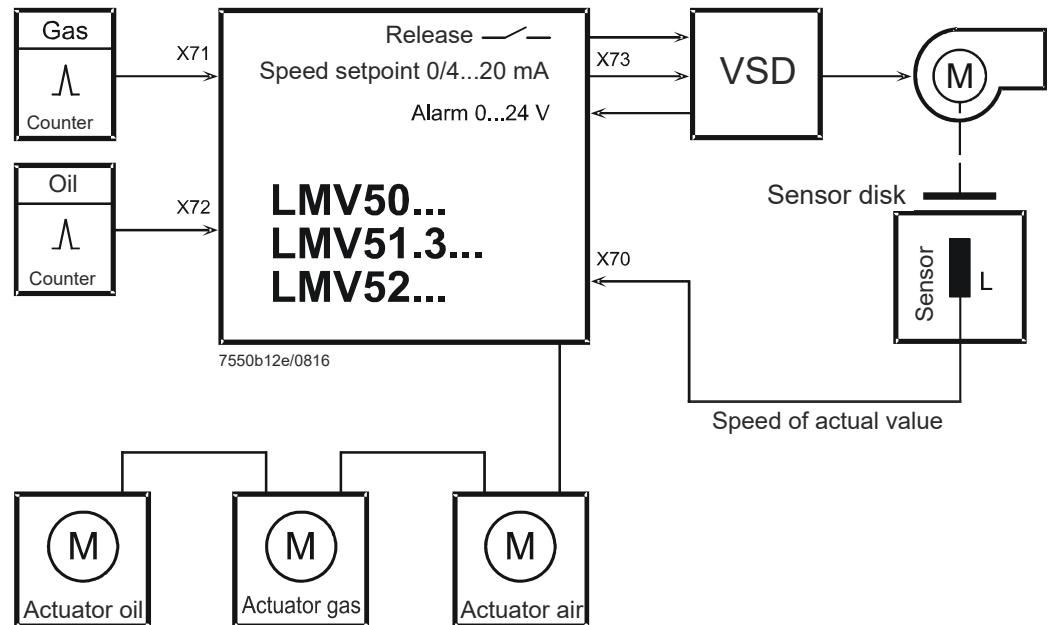 Gas
Counter
X71
Oil
Counter
X72
Release
Speed setpoint 0/4...20 mA
Alarm 0...24 V
LMV50...
LMV51.3...
LMV52...
X73
VSD
M
Sensor disk
Sensor
L
X70
Speed of actual value
7550b12e/0816
M
Actuator oil
M
Actuator gas
M
Actuator air